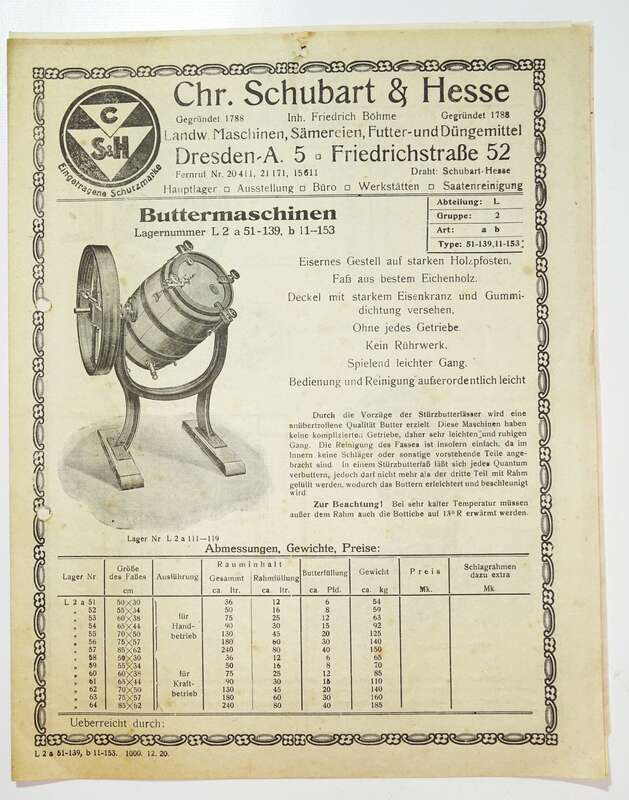 C
S&H
Eingetragene Schutzmarke
Chr. Schubart & Hesse
Gegründet 1788 Inh. Friedrich Böhme Gegründet 1788
Landw. Maschinen, Sämereien, Futter- und Düngemittel
Dresden-A. 5 ▫ Friedrichstraße 52
Fernruf Nr. 20411, 21171, 15611 Draht: Schubart-Hesse
Hauptlager ▫ Ausstellung ▫ Büro ▫ Werkstätten ▫ Saatenreinigung
Buttermaschinen
Lagernummer L 2 a 51-139, b 11—153
Abteilung: L
Gruppe: 2
Art: a b
Type: 51-139, 11-153
Eisernes Gestell auf starken Holzpfosten.
Faß aus bestem Eichenholz.
Deckel mit starkem Eisenkranz und Gummi-
dichtung versehen.
Ohne jedes Getriebe.
Kein Rührwerk.
Spielend leichter Gang.
Bedienung und Reinigung außerordentlich leicht
Durch die Vorzüge der Stürzbutterfässer wird eine
unübertroffene Qualität Butter erzielt. Diese Maschinen haben
keine komplizierten Getriebe, daher sehr leichten und ruhigen
Gang. Die Reinigung des Fasses ist insofern einfach, da im
Innern keine Schläger oder sonstige vorstehende Teile ange-
bracht sind. In einem Stürzbutterfaß läßt sich jedes Quantum
verbuttern, jedoch darf nicht mehr als der dritte Teil mit Rahm
gefüllt werden, wodurch das Buttern erleichtert und beschleunigt
wird.
Zur Beachtung! Bei sehr kalter Temperatur müssen
außer dem Rahm auch die Bottiche auf 13° R erwärmt werden.
Lager Nr L 2 a 111—119
Abmessungen, Gewichte, Preise:
Lager Nr Größe des Faßes cm Ausführung Rauminhalt Gesammt ca. ltr. Rahmfüllung ca. ltr. Butterfüllung ca. Pfd. Gewicht ca. kg Preis Mk. Schlagrahmen dazu extra Mk
L 2 a 51 50×30 36 12 6 54
„ 52 55×34 50 16 8 59
„ 53 60×38 für 75 25 12 63
„ 54 65×44 Hand- 90 30 15 92
„ 55 70×50 betrieb 130 45 20 125
„ 56 75×57 180 60 30 140
„ 57 85×62 240 80 40 150
„ 58 50×30 36 12 6 65
„ 59 55×34 50 16 8 70
„ 60 60×38 für 75 25 12 85
„ 61 65×44 Kraft- 90 30 15 110
„ 62 70×50 betrieb 130 45 20 140
„ 63 75×57 180 60 30 160
„ 64 85×62 240 80 40 185
Ueberreicht durch:
L 2 a 51-139, b 11-153. 1000. 12. 20.